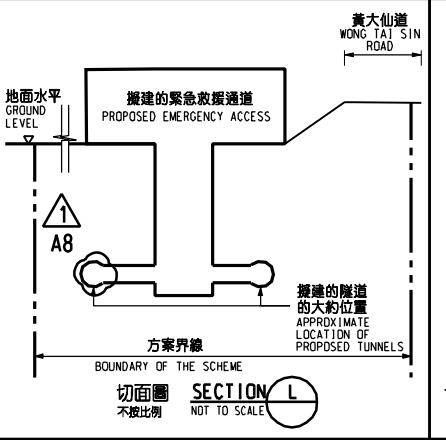 黃大仙道
WONG TAI SIN
ROAD
地面水平
GROUND
LEVEL
擬建的緊急救援通道
PROPOSED EMERGENCY ACCESS
1
A8
擬建的隧道
的大約位置
APPROXIMATE
LOCATION OF
PROPOSED TUNNELS
方案界線
BOUNDARY OF THE SCHEME
切面圖 SECTION L
不按比例 NOT TO SCALE